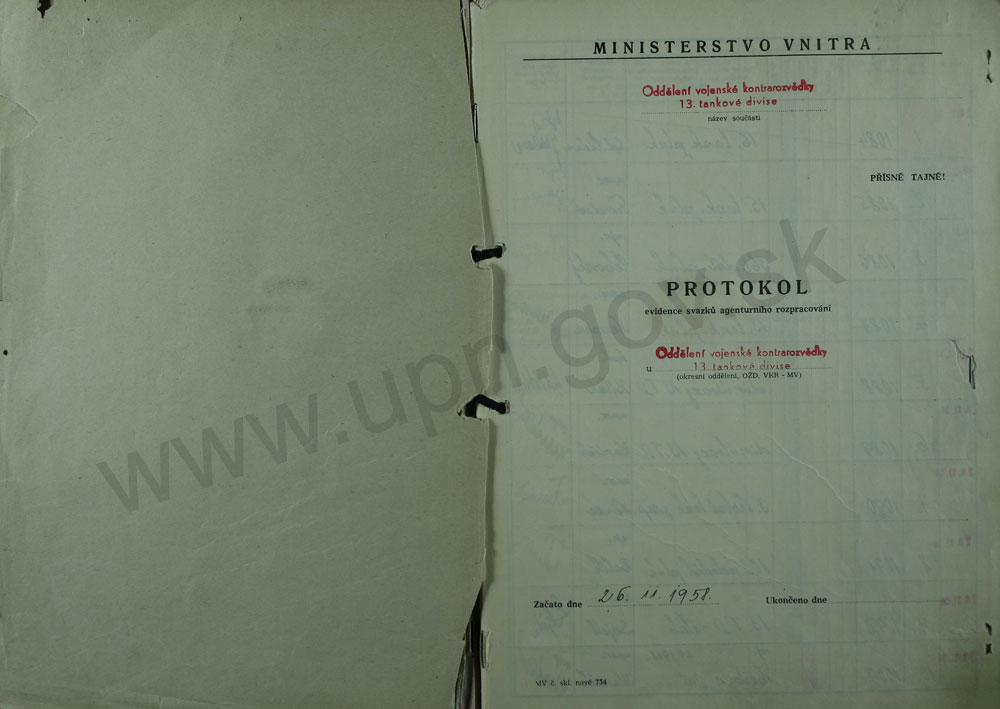 MINISTERSTVO VNITRA
Oddělení vojenské kontrarozvědky
13. tankové divise
název součásti
PŘÍSNĚ TAJNÉ!
PROTOKOL
evidence svazků agenturního rozpracování
Oddělení vojenské kontrarozvědky
u 13. tankové divise
(okresní oddělení, OŽD, VKR - MV)
Začato dne 26. 11. 1958.
Ukončeno dne
MV č. skl. nově 734
www.upn.gov.sk